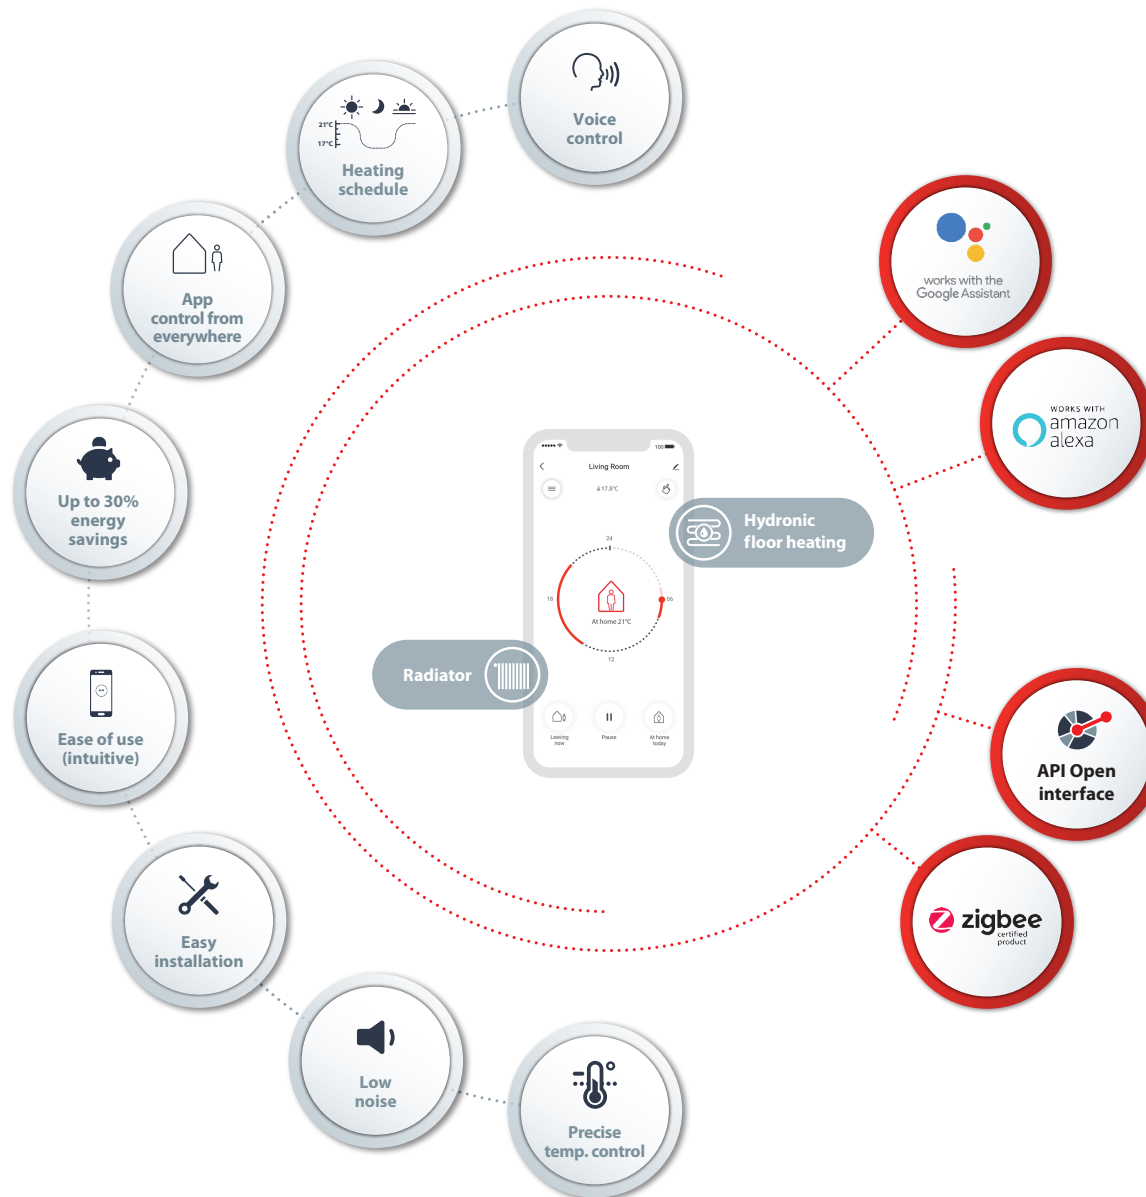 Voice
control
21°C
17°C
Heating
schedule
App
control from
everywhere
Up to 30%
energy
savings
Ease of use
(intuitive)
Easy
installation
Low
noise
Precise
temp. control
100
Living Room
17.5°C
24
18
06
12
At home 21°C
Leaving
now
Pause
At home
today
Hydronic
floor heating
Radiator
works with the
Google Assistant
WORKS WITH
amazon
alexa
API Open
interface
zigbee
certified
product